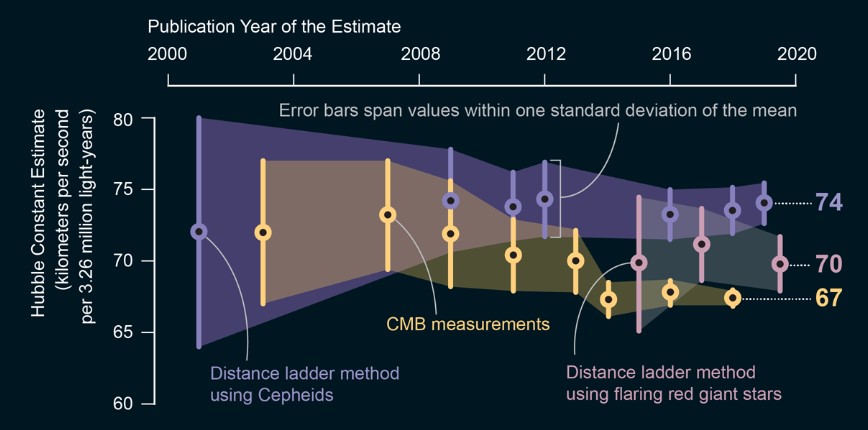 Publication Year of the Estimate
2000 2004 2008 2012 2016 2020
Error bars span values within one standard deviation of the mean
Hubble Constant Estimate
(kilometers per second
per 3.26 million light-years)
80
75
70
65
60
74
70
67
CMB measurements
Distance ladder method
using Cepheids
Distance ladder method
using flaring red giant stars